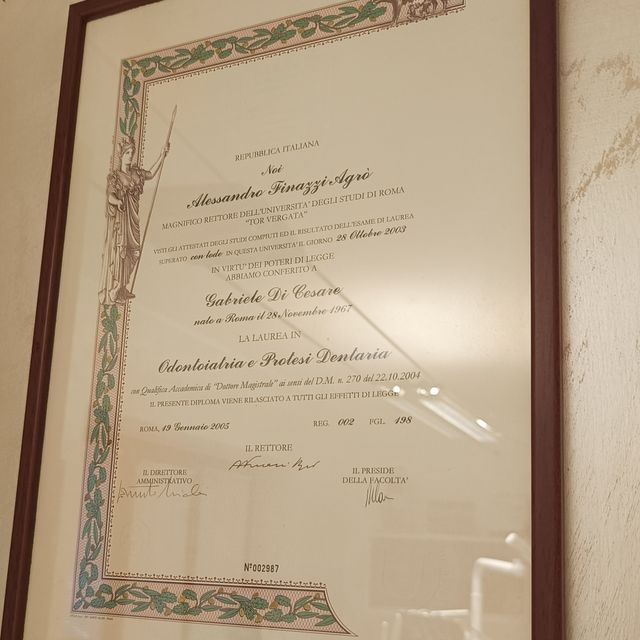 REPUBBLICA ITALIANA
Noi
Alessandro Finazzi Agrò
MAGNIFICO RETTORE DELL'UNIVERSITA' DEGLI STUDI DI ROMA
"TOR VERGATA"
VISTI GLI ATTESTATI DEGLI STUDI COMPIUTI ED IL RISULTATO DELL'ESAME DI LAUREA
SUPERATO con lode IN QUESTA UNIVERSITA' IL GIORNO 28 Ottobre 2003
IN VIRTU' DEI POTERI DI LEGGE
ABBIAMO CONFERITO A
Gabriele Di Cesare
nato a Roma il 28 Novembre 1967
LA LAUREA IN
Odontoiatria e Protesi Dentaria
con Qualifica Accademica di "Dottore Magistrale" ai sensi del D.M. n. 270 del 22.10.2004
IL PRESENTE DIPLOMA VIENE RILASCIATO A TUTTI GLI EFFETTI DI LEGGE
ROMA, 19 Gennaio 2005 REG. 002 FGL. 198
IL RETTORE
IL DIRETTORE
AMMINISTRATIVO
IL PRESIDE
DELLA FACOLTA'
N° 002987